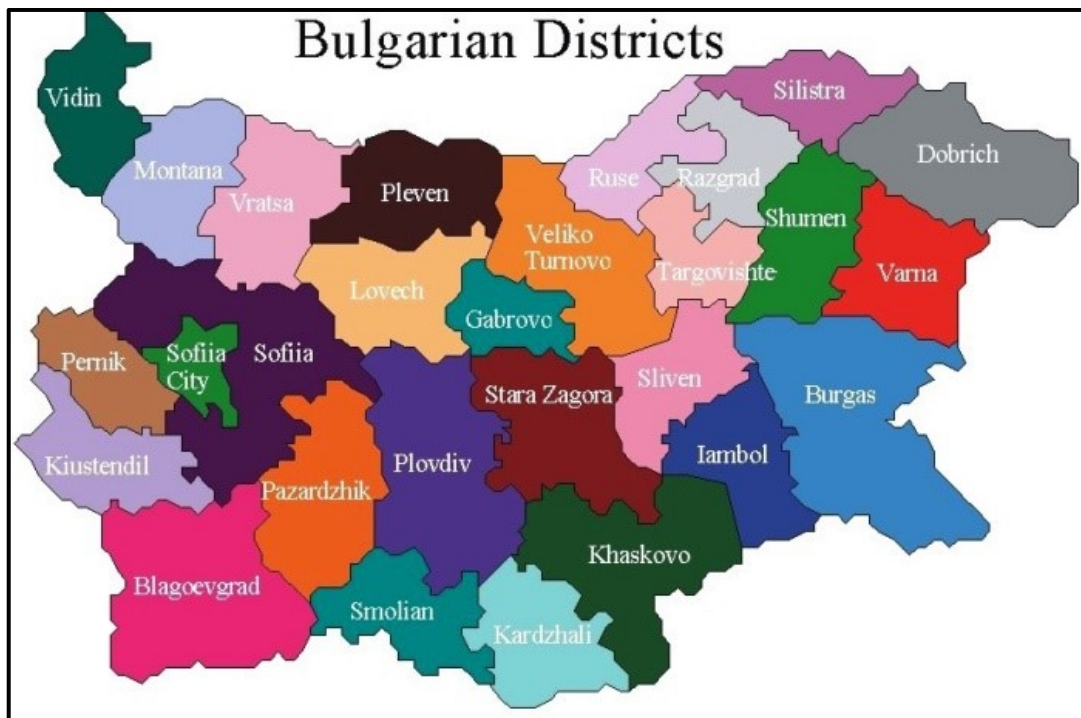 Bulgarian Districts
Vidin
Silistra
Dobrich
Montana
Vratsa
Pleven
Ruse
Razgrad
Shumen
Veliko
Turnovo
Targovishte
Varna
Lovech
Gabrovo
Pernik
Sofiia
City
Sofiia
Sliven
Stara Zagora
Burgas
Kiustendil
Pazardzhik
Plovdiv
Iambol
Khaskovo
Blagoevgrad
Smolian
Kardzhali